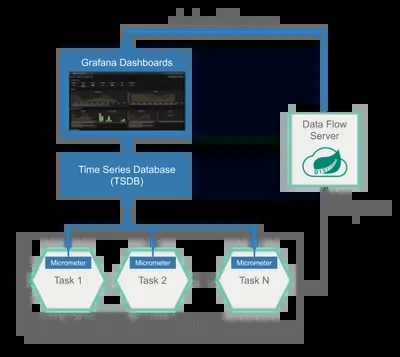 Grafana Dashboards
Data Flow
Server
Time Series Database
(TSDB)
Micrometer
Micrometer
Micrometer
Task 1
Task 2
Task N